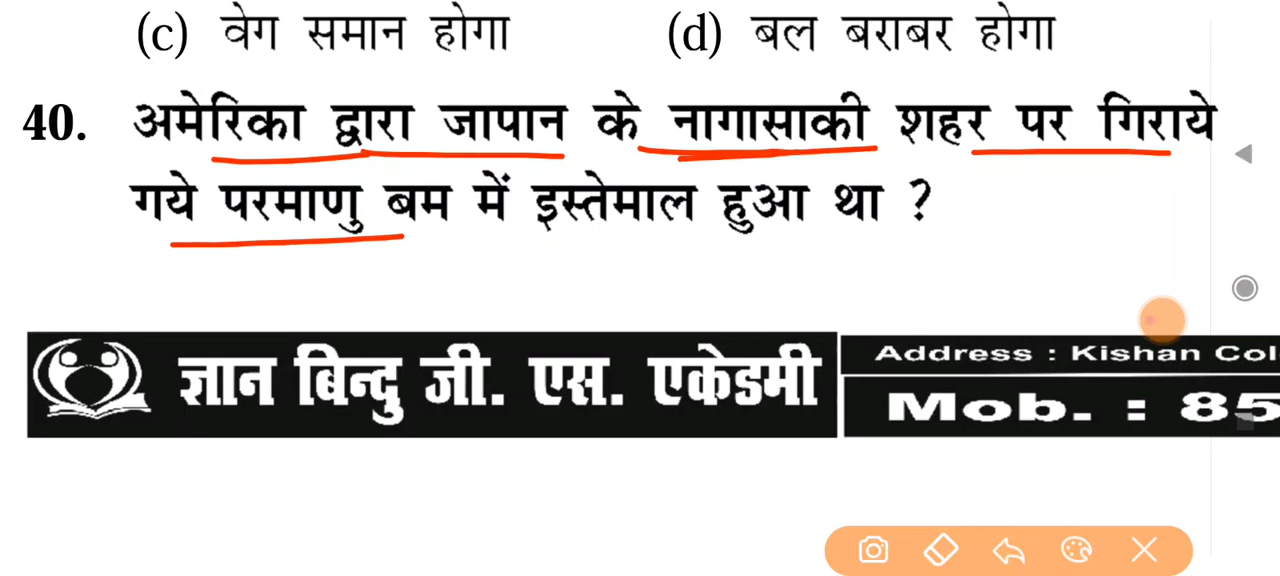 (c) वेग समान होगा (d) बल बराबर होगा
40. अमेरिका द्वारा जापान के नागासाकी शहर पर गिराये
गये परमाणु बम में इस्तेमाल हुआ था ?
ज्ञान बिन्दु जी. एस. एकेडमी
Address : Kishan Col
Mob. : 85